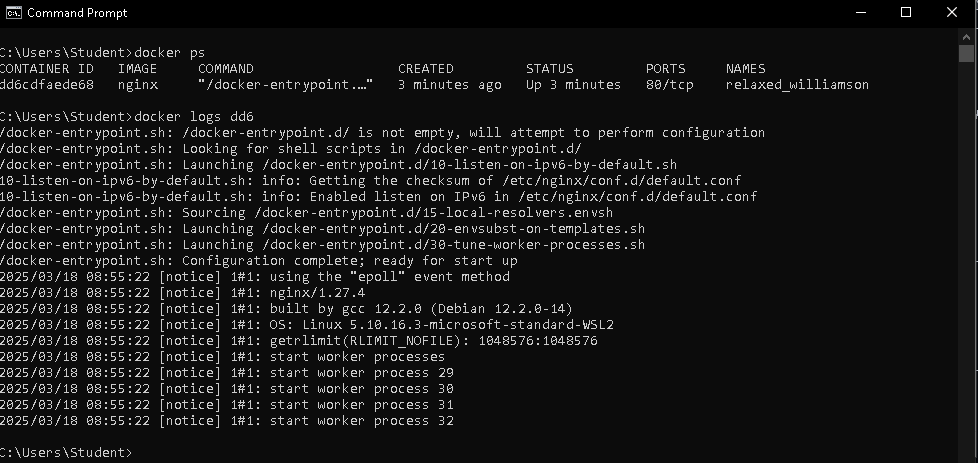 Command Prompt
C:\Users\Student>docker ps
CONTAINER ID   IMAGE     COMMAND                  CREATED         STATUS         PORTS     NAMES
dd6cdfaede68   nginx     "/docker-entrypoint.…"   3 minutes ago   Up 3 minutes   80/tcp    relaxed_williamson
C:\Users\Student>docker logs dd6
/docker-entrypoint.sh: /docker-entrypoint.d/ is not empty, will attempt to perform configuration
/docker-entrypoint.sh: Looking for shell scripts in /docker-entrypoint.d/
/docker-entrypoint.sh: Launching /docker-entrypoint.d/10-listen-on-ipv6-by-default.sh
10-listen-on-ipv6-by-default.sh: info: Getting the checksum of /etc/nginx/conf.d/default.conf
10-listen-on-ipv6-by-default.sh: info: Enabled listen on IPv6 in /etc/nginx/conf.d/default.conf
/docker-entrypoint.sh: Sourcing /docker-entrypoint.d/15-local-resolvers.envsh
/docker-entrypoint.sh: Launching /docker-entrypoint.d/20-envsubst-on-templates.sh
/docker-entrypoint.sh: Launching /docker-entrypoint.d/30-tune-worker-processes.sh
/docker-entrypoint.sh: Configuration complete; ready for start up
2025/03/18 08:55:22 [notice] 1#1: using the "epoll" event method
2025/03/18 08:55:22 [notice] 1#1: nginx/1.27.4
2025/03/18 08:55:22 [notice] 1#1: built by gcc 12.2.0 (Debian 12.2.0-14)
2025/03/18 08:55:22 [notice] 1#1: OS: Linux 5.10.16.3-microsoft-standard-WSL2
2025/03/18 08:55:22 [notice] 1#1: getrlimit(RLIMIT_NOFILE): 1048576:1048576
2025/03/18 08:55:22 [notice] 1#1: start worker processes
2025/03/18 08:55:22 [notice] 1#1: start worker process 29
2025/03/18 08:55:22 [notice] 1#1: start worker process 30
2025/03/18 08:55:22 [notice] 1#1: start worker process 31
2025/03/18 08:55:22 [notice] 1#1: start worker process 32
C:\Users\Student>